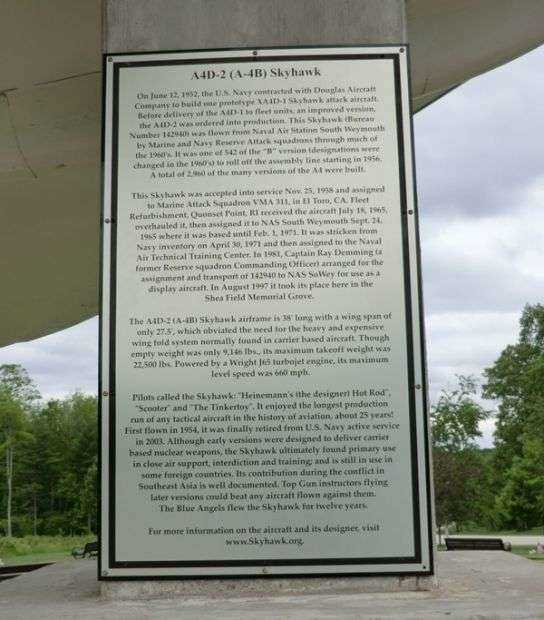 A4D-2 (A-4B) Skyhawk
On June 12, 1952, the U.S. Navy contracted with Douglas Aircraft
Company to build one prototype XA4D-1 Skyhawk attack aircraft.
Before delivery of the A4D-1 to fleet units, an improved version,
the A4D-2 was ordered into production. This Skyhawk (Bureau
Number 142940) was flown from Naval Air Station South Weymouth
by Marine and Navy Reserve Attack squadrons through much of
the 1960's. It was one of 542 of the "B" version (designations were
changed in the 1960's) to roll off the assembly line starting in 1956.
A total of 2,960 of the many versions of the A4 were built.
This Skyhawk was accepted into service Nov. 25, 1958 and assigned
to Marine Attack Squadron VMA 311, in El Toro, CA. Fleet
Refurbishment, Quonset Point, RI received the aircraft July 18, 1965,
overhauled it, then assigned it to NAS South Weymouth Sept. 24,
1965 where it was based until Feb. 1, 1971. It was stricken from
Navy inventory on April 30, 1971 and then assigned to the Naval
Air Technical Training Center. In 1981, Captain Ray Demming (a
former Reserve squadron Commanding Officer) arranged for the
assignment and transport of 142940 to NAS SoWey for use as a
display aircraft. In August 1997 it took its place here in the
Shea Field Memorial Grove.
The A4D-2 (A-4B) Skyhawk airframe is 38' long with a wing span of
only 27.5', which obviated the need for the heavy and expensive
wing fold system normally found in carrier based aircraft. Though
empty weight was only 9,146 lbs., its maximum takeoff weight was
22,500 lbs. Powered by a Wright J65 turbojet engine, its maximum
level speed was 660 mph.
Pilots called the Skyhawk: "Heinemann's (the designer) Hot Rod",
"Scooter" and "The Tinkertoy". It enjoyed the longest production
run of any tactical aircraft in the history of aviation, about 25 years!
First flown in 1954, it was finally retired from U.S. Navy active service
in 2003. Although early versions were designed to deliver carrier
based nuclear weapons, the Skyhawk ultimately found primary use
in close air support, interdiction and training; and is still in use in
some foreign countries. Its contribution during the conflict in
Southeast Asia is well documented. Top Gun instructors flying
later versions could beat any aircraft flown against them.
The Blue Angels flew the Skyhawk for twelve years.
For more information on the aircraft and its designer, visit
www.Skyhawk.org.